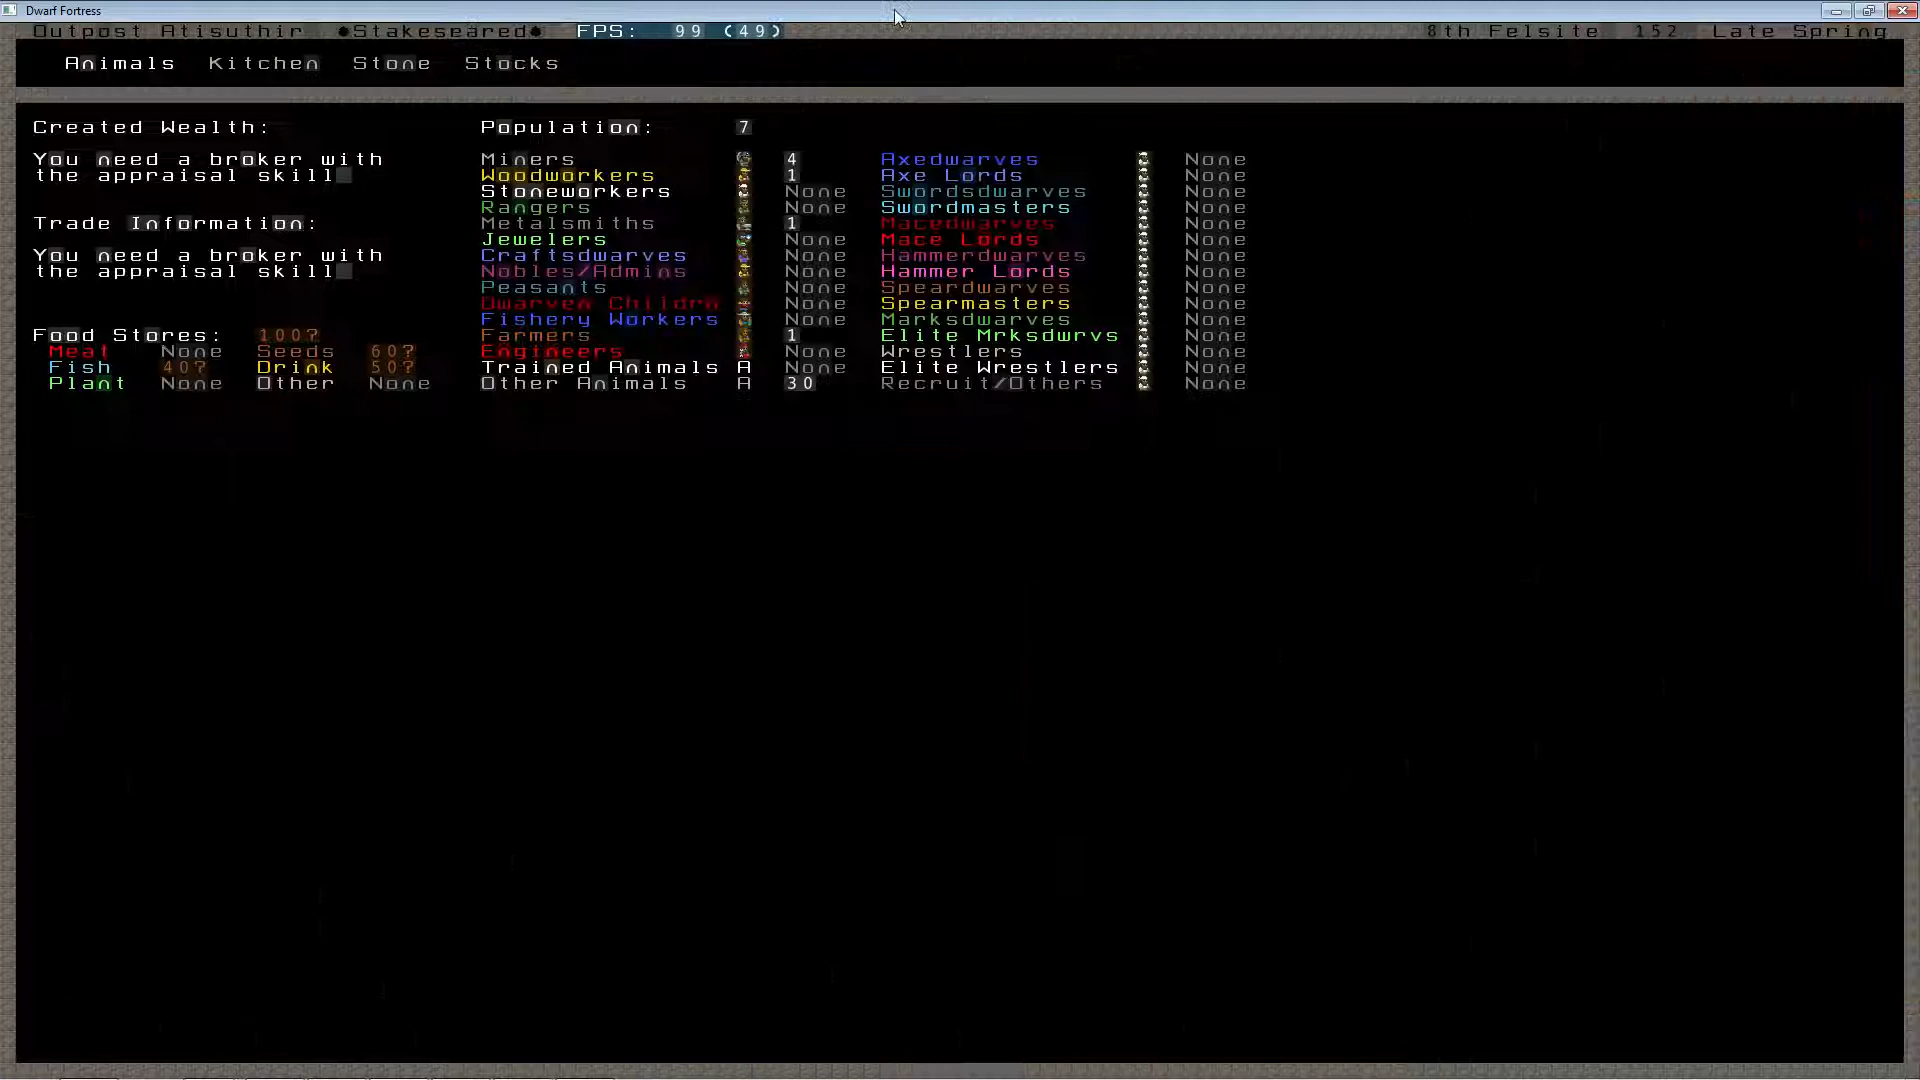 Dwarf Fortress
Outpost Atisuthir ●Stakeseared● FPS: 99 (49) 8th Felsite 152 Late Spring
Animals Kitchen Stone Stocks
Created Wealth: Population: 7
You need a broker with Miners 4 Axedwarves None
the appraisal skill Woodworkers 1 Axe Lords None
Stoneworkers None Swordsdwarves None
Rangers None Swordmasters None
Trade Information: Metalsmiths 1 Macedwarves None
Jewelers None Mace Lords None
You need a broker with Craftsdwarves None Hammerdwarves None
the appraisal skill Nobles/Admins None Hammer Lords None
Peasants None Speardwarves None
Dwarven Childrn None Spearmasters None
Fishery Workers None Marksdwarves None
Food Stores: 100? Farmers 1 Elite Mrksdwrvs None
Meat None Seeds 60? Engineers None Wrestlers None
Fish 40? Drink 50? Trained Animals A None Elite Wrestlers None
Plant None Other None Other Animals A 30 Recruit/Others None